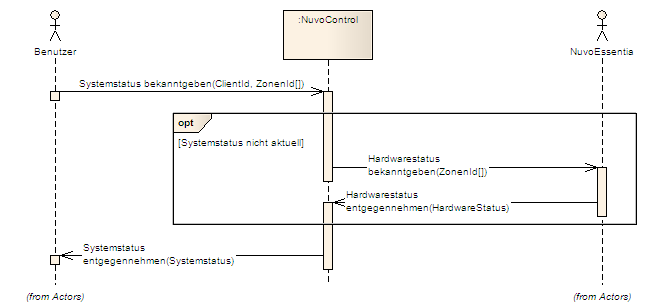 :NuvoControl
Benutzer
NuvoEssentia
Systemstatus bekanntgeben(ClientId, ZonenId[])
opt
[Systemstatus nicht aktuell]
Hardwarestatus
bekanntgeben(ZonenId[])
Hardwarestatus
entgegennehmen(HardwareStatus)
Systemstatus
entgegennehmen(Systemstatus)
(from Actors)
(from Actors)